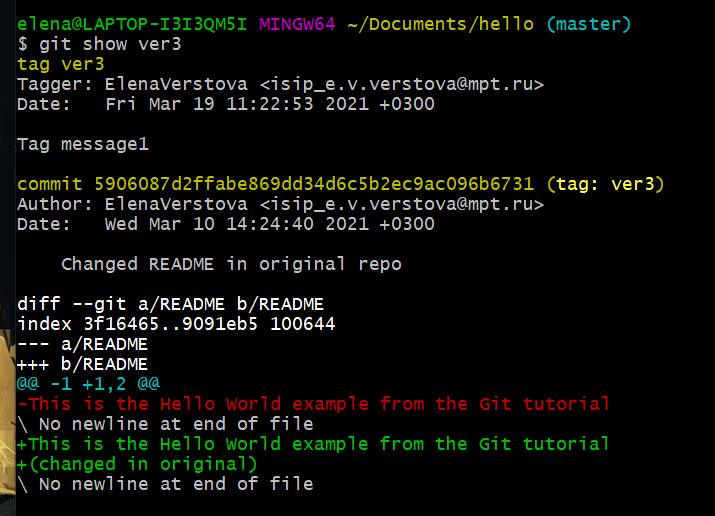 elena@LAPTOP-I3I3QM5I MINGW64 ~/Documents/hello (master)
$ git show ver3
tag ver3
Tagger: ElenaVerstova <isip_e.v.verstova@mpt.ru>
Date:   Fri Mar 19 11:22:53 2021 +0300

Tag message1

commit 5906087d2ffabe869dd34d6c5b2ec9ac096b6731 (tag: ver3)
Author: ElenaVerstova <isip_e.v.verstova@mpt.ru>
Date:   Wed Mar 10 14:24:40 2021 +0300

    Changed README in original repo

diff --git a/README b/README
index 3f16465..9091eb5 100644
--- a/README
+++ b/README
@@ -1 +1,2 @@
-This is the Hello World example from the Git tutorial
\ No newline at end of file
+This is the Hello World example from the Git tutorial
+(changed in original)
\ No newline at end of file